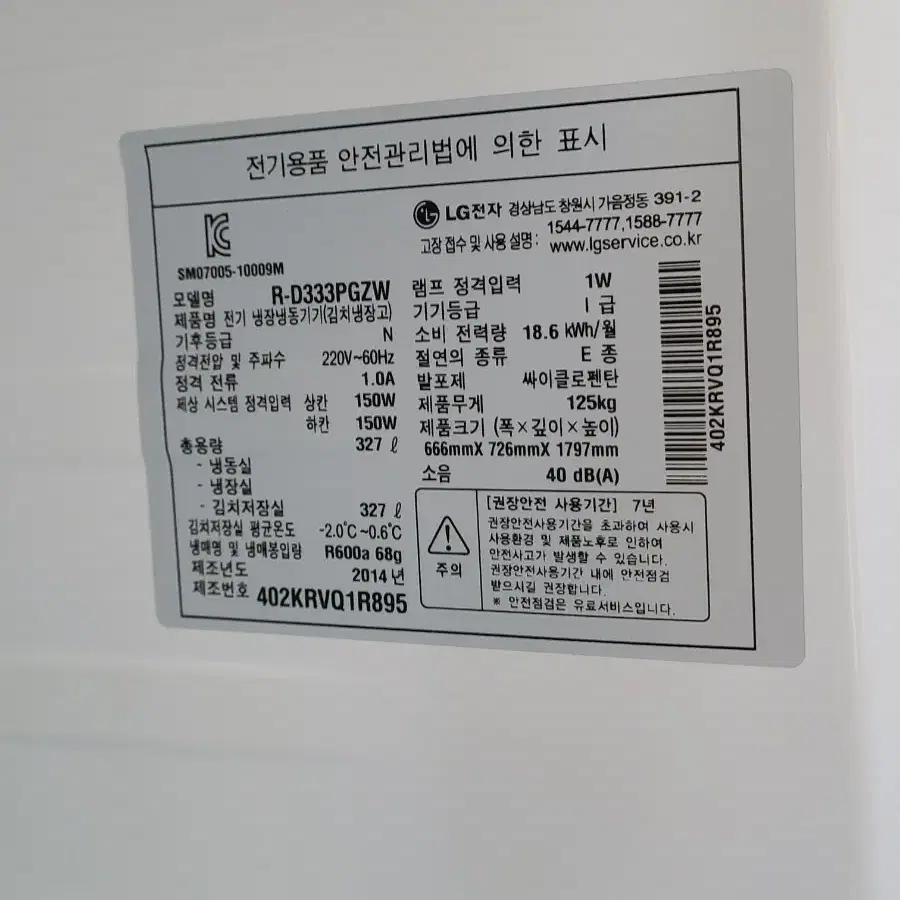 전기용품 안전관리법에 의한 표시
KC
SM07005-10009M
LG전자 경상남도 창원시 가음정동 391-2
고장 접수 및 사용 설명: 1544-7777,1588-7777
www.lgservice.co.kr
모델명 R-D333PGZW
제품명 전기 냉장냉동기기(김치냉장고)
기후등급 N
정격전압 및 주파수 220V~60Hz
정격 전류 1.0A
제상 시스템 정격입력 상칸 150W
하칸 150W
총용량 327 ℓ
- 냉동실
- 냉장실
- 김치저장실 327 ℓ
김치저장실 평균온도 -2.0℃~0.6℃
냉매명 및 냉매봉입량 R600a 68g
제조년도 2014 년
제조번호 402KRVQ1R895
램프 정격입력 1W
기기등급 I 급
소비 전력량 18.6 kWh/월
절연의 종류 E 종
발포제 싸이클로펜탄
제품무게 125kg
제품크기 (폭×깊이×높이)
666mmX 726mmX 1797mm
소음 40 dB(A)
주의
[권장안전 사용기간] 7년
권장안전사용기간을 초과하여 사용시
사용환경 및 제품노후로 인하여
안전사고가 발생할 수 있습니다.
권장안전사용기간 내에 안전점검
받으시길 권장합니다.
※ 안전점검은 유료서비스입니다.
402KRVQ1R895